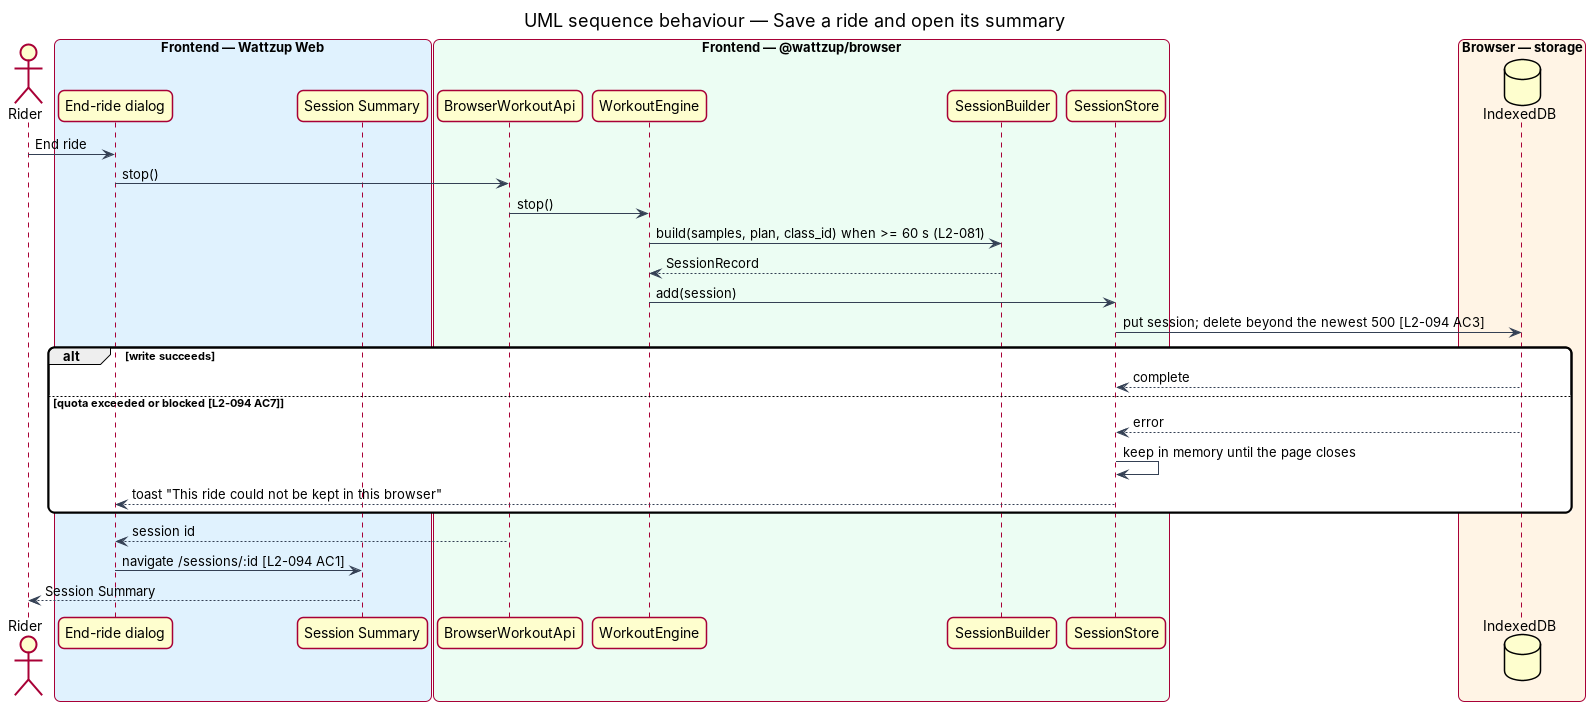 UML sequence behaviour — Save a ride and open its summary
Frontend — Wattzup Web
Frontend — @wattzup/browser
Browser — storage
Rider
End-ride dialog
Session Summary
BrowserWorkoutApi
WorkoutEngine
SessionBuilder
SessionStore
IndexedDB
End ride
stop()
stop()
build(samples, plan, class_id) when >= 60 s (L2-081)
SessionRecord
add(session)
put session; delete beyond the newest 500 [L2-094 AC3]
alt
[write succeeds]
complete
[quota exceeded or blocked [L2-094 AC7]]
error
keep in memory until the page closes
toast "This ride could not be kept in this browser"
session id
navigate /sessions/:id [L2-094 AC1]
Session Summary
Rider
End-ride dialog
Session Summary
BrowserWorkoutApi
WorkoutEngine
SessionBuilder
SessionStore
IndexedDB